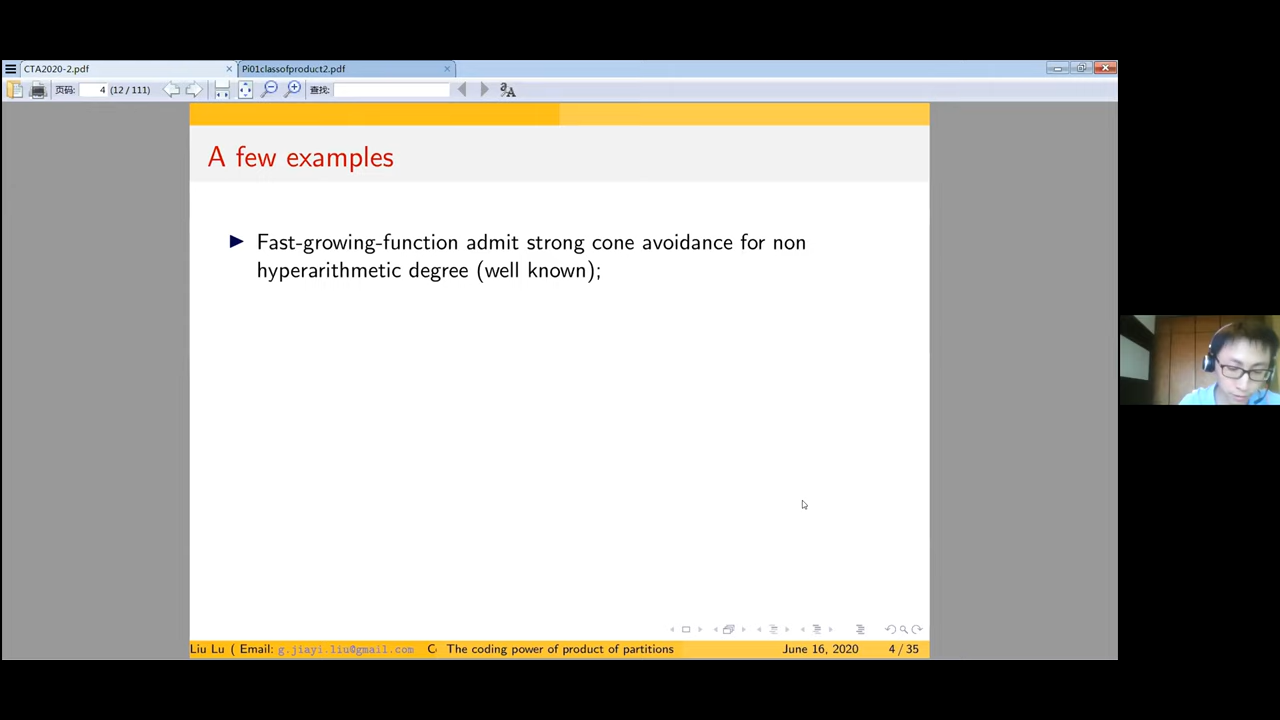 CTA2020-2.pdf
Pi01classofproduct2.pdf
页码: 4 (12 / 111)
查找:
A few examples
Fast-growing-function admit strong cone avoidance for non
hyperarithmetic degree (well known);
Liu Lu ( Email: g.jiayi.liu@gmail.com
The coding power of product of partitions
June 16, 2020
4 / 35